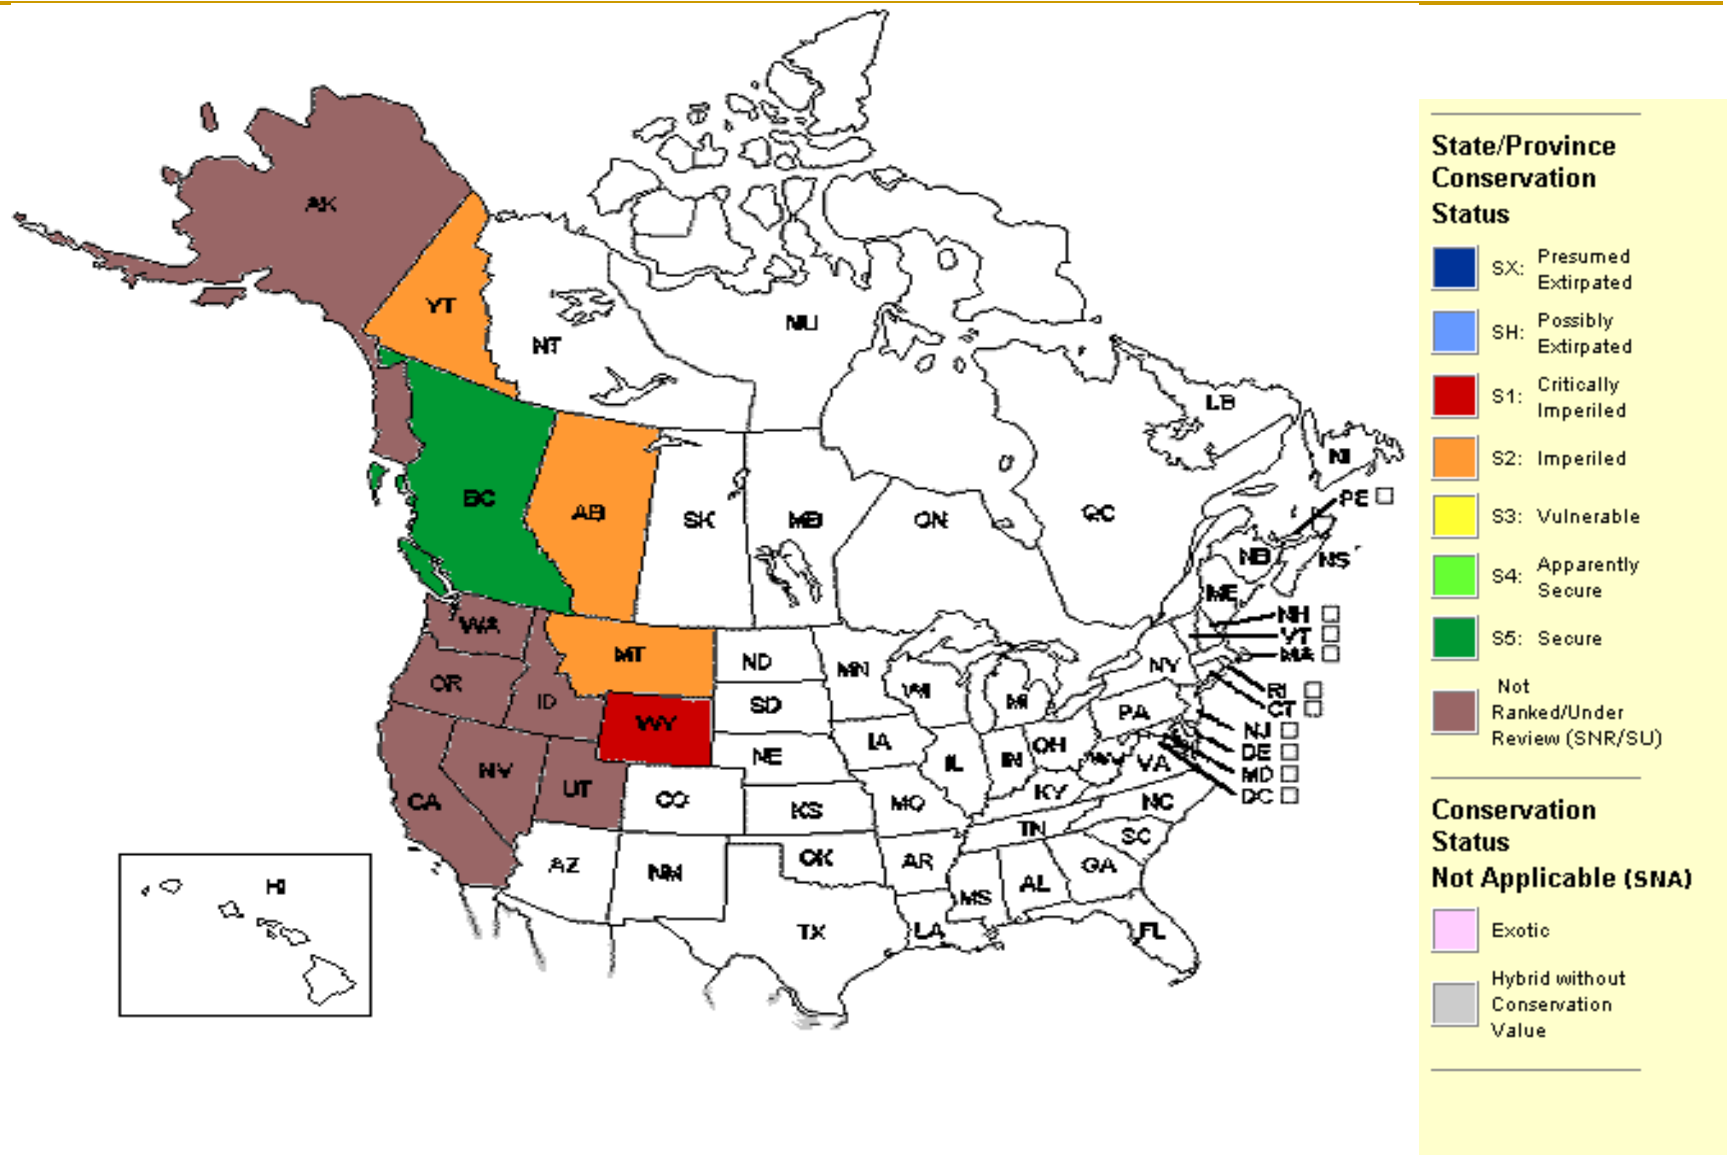 AK
YT
NT
NU
LB
NI
PE
BC
AB
SK
MB
ON
QC
NB
NS
ME
NH
VT
MA
WA
MT
ND
MN
OR
ID
WY
SD
WI
MI
NY
RI
CT
PA
NJ
IA
NE
OH
DE
NV
UT
IL
IN
WV
VA
MD
CA
CO
KS
MO
KY
NC
DC
TN
SC
AZ
NM
OK
AR
GA
HI
MS
AL
TX
LA
FL
State/Province
Conservation
Status
SX: Presumed
Extirpated
SH: Possibly
Extirpated
S1: Critically
Imperiled
S2: Imperiled
S3: Vulnerable
S4: Apparently
Secure
S5: Secure
Not
Ranked/Under
Review (SNR/SU)
Conservation
Status
Not Applicable (SNA)
Exotic
Hybrid without
Conservation
Value